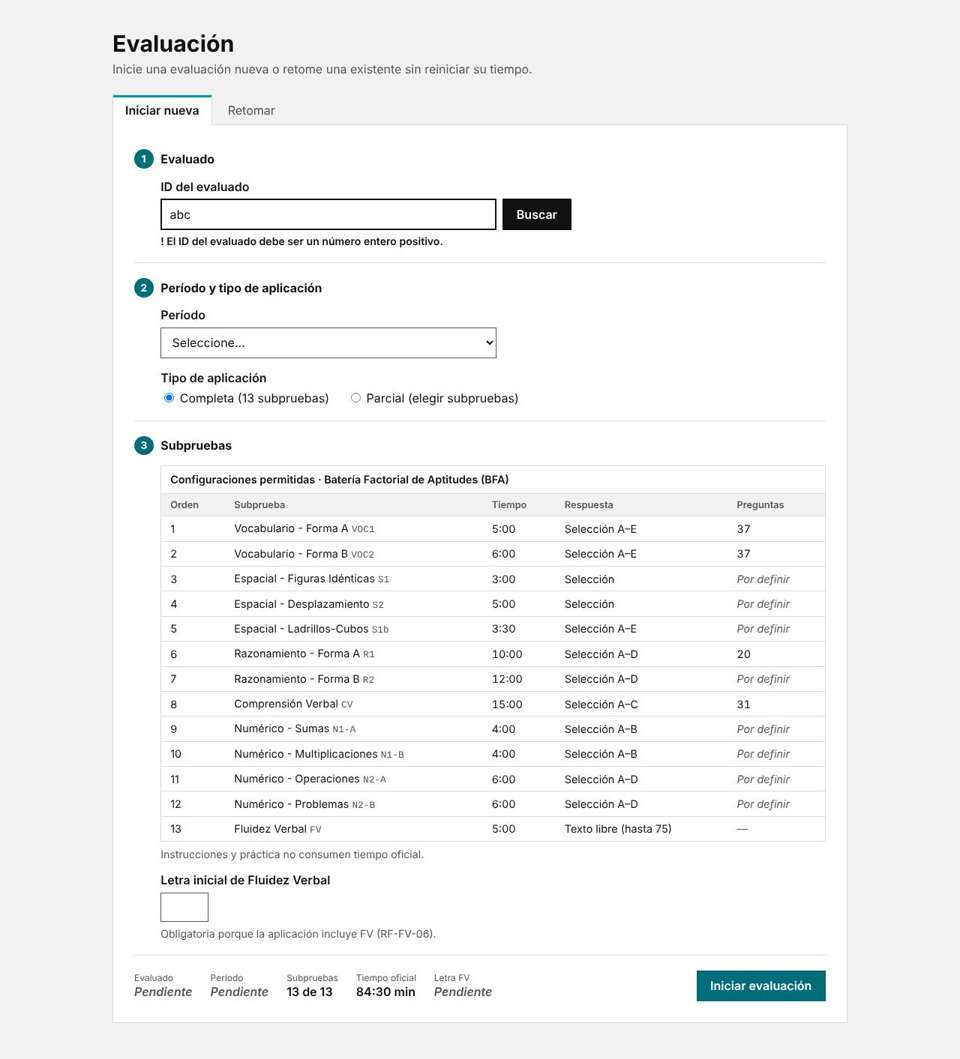 Evaluación
Inicie una evaluación nueva o retome una existente sin reiniciar su tiempo.
Iniciar nueva Retomar
1 Evaluado
ID del evaluado
abc Buscar
! El ID del evaluado debe ser un número entero positivo.
2 Período y tipo de aplicación
Período
Seleccione...
Tipo de aplicación
Completa (13 subpruebas) Parcial (elegir subpruebas)
3 Subpruebas
Configuraciones permitidas · Batería Factorial de Aptitudes (BFA)
Orden Subprueba Tiempo Respuesta Preguntas
1 Vocabulario - Forma A VOC1 5:00 Selección A–E 37
2 Vocabulario - Forma B VOC2 6:00 Selección A–E 37
3 Espacial - Figuras Idénticas S1 3:00 Selección Por definir
4 Espacial - Desplazamiento S2 5:00 Selección Por definir
5 Espacial - Ladrillos-Cubos S1b 3:30 Selección A–E Por definir
6 Razonamiento - Forma A R1 10:00 Selección A–D 20
7 Razonamiento - Forma B R2 12:00 Selección A–D Por definir
8 Comprensión Verbal CV 15:00 Selección A–C 31
9 Numérico - Sumas N1-A 4:00 Selección A–B Por definir
10 Numérico - Multiplicaciones N1-B 4:00 Selección A–B Por definir
11 Numérico - Operaciones N2-A 6:00 Selección A–D Por definir
12 Numérico - Problemas N2-B 6:00 Selección A–D Por definir
13 Fluidez Verbal FV 5:00 Texto libre (hasta 75) —
Instrucciones y práctica no consumen tiempo oficial.
Letra inicial de Fluidez Verbal
Obligatoria porque la aplicación incluye FV (RF-FV-06).
Evaluado Período Subpruebas Tiempo oficial Letra FV
Pendiente Pendiente 13 de 13 84:30 min Pendiente
Iniciar evaluación